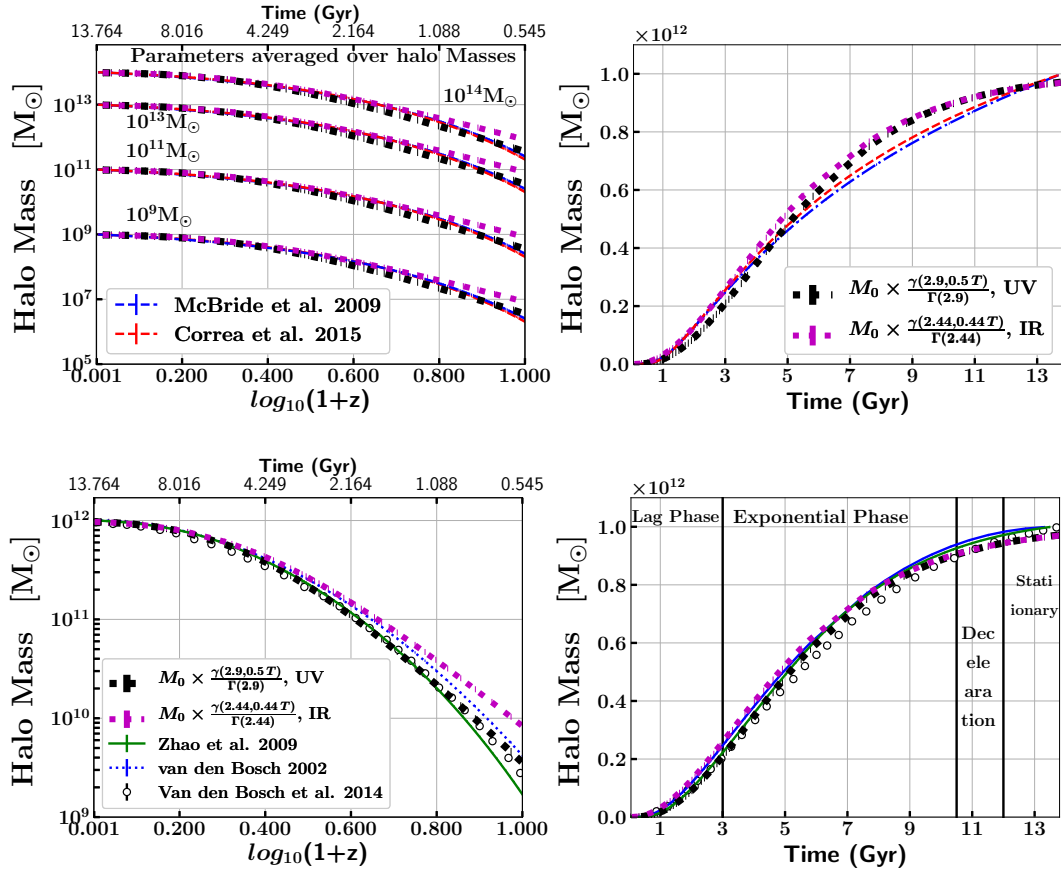 Time (Gyr)
13.764 8.016 4.249 2.164 1.088 0.545
Parameters averaged over halo Masses
10^14M⊙
10^13M⊙
10^11M⊙
10^9M⊙
McBride et al. 2009
Correa et al. 2015
Halo Mass [M⊙]
10^13
10^11
10^9
10^7
10^5
0.001 0.200 0.400 0.600 0.800 1.000
log10(1+z)
×10^12
Halo Mass [M⊙]
1.0
0.8
0.6
0.4
0.2
0.0
M0 × γ(2.9,0.5T)/Γ(2.9), UV
M0 × γ(2.44,0.44T)/Γ(2.44), IR
1 3 5 7 9 11 13
Time (Gyr)
Time (Gyr)
13.764 8.016 4.249 2.164 1.088 0.545
Halo Mass [M⊙]
10^12
10^11
10^10
10^9
M0 × γ(2.9,0.5T)/Γ(2.9), UV
M0 × γ(2.44,0.44T)/Γ(2.44), IR
Zhao et al. 2009
van den Bosch 2002
Van den Bosch et al. 2014
0.001 0.200 0.400 0.600 0.800 1.000
log10(1+z)
×10^12
Halo Mass [M⊙]
1.0
0.8
0.6
0.4
0.2
0.0
Lag Phase
Exponential Phase
Dec
ele
ara
tion
Stati
ionary
1 3 5 7 9 11 13
Time (Gyr)